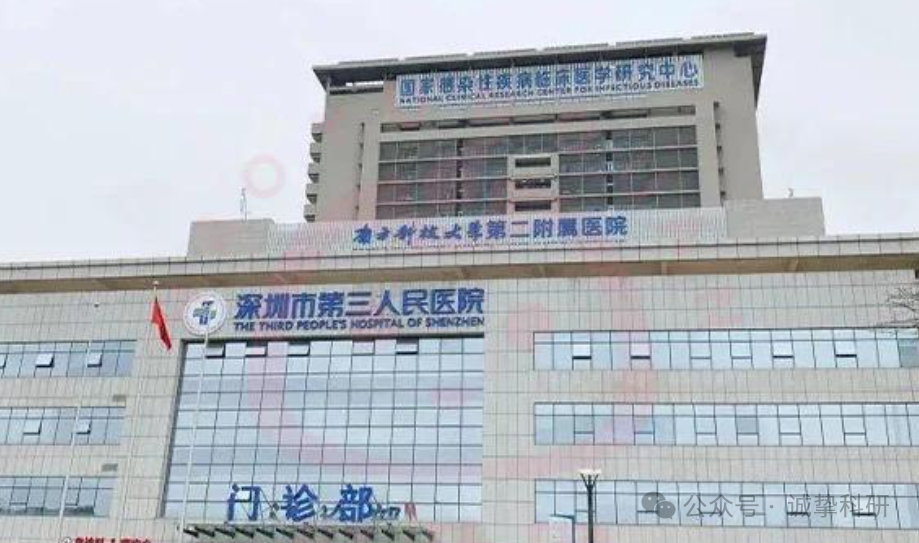 国家感染性疾病临床医学研究中心
NATIONAL CLINICAL RESEARCH CENTER FOR INFECTIOUS DISEASES
南方科技大学第二附属医院
深圳市第三人民医院
THE THIRD PEOPLE'S HOSPITAL OF SHENZHEN
门诊部
公众号·诚挚科研